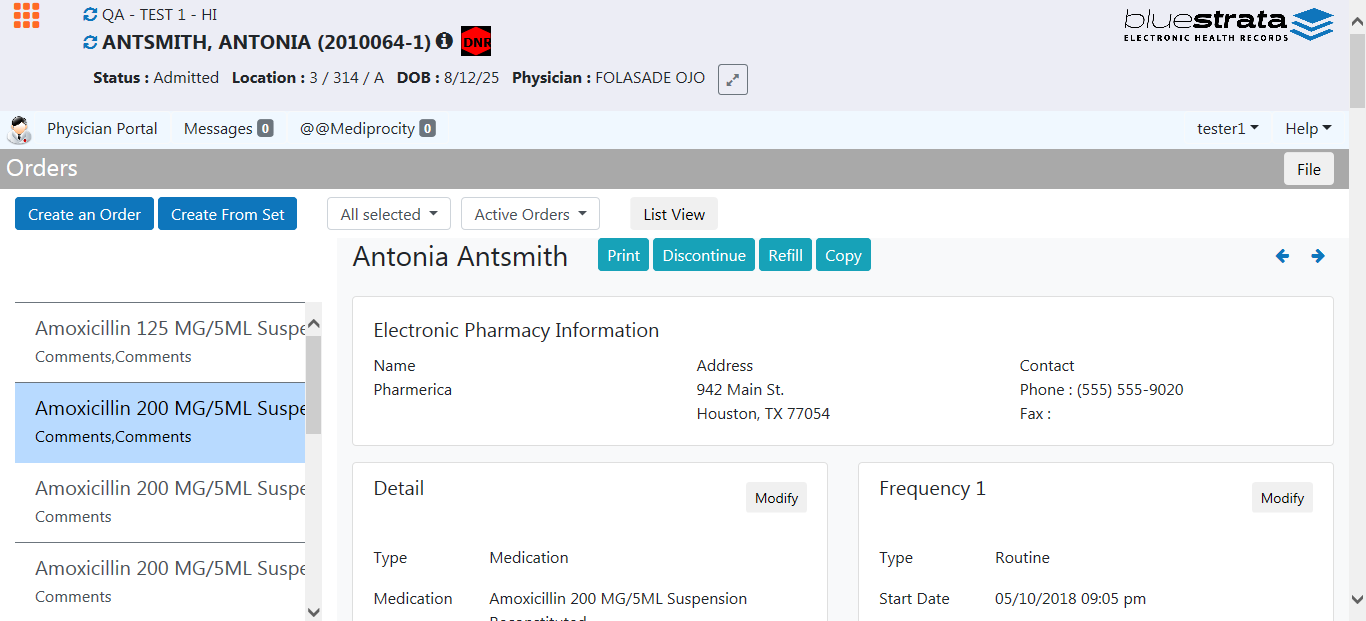 QA - TEST 1 - HI
ANTSMITH, ANTONIA (2010064-1) DNR
Status : Admitted Location : 3 / 314 / A DOB : 8/12/25 Physician : FOLASADE OJO
bluestrata
ELECTRONIC HEALTH RECORDS
Physician Portal Messages 0 @@Mediprocity 0 tester1 Help
Orders File
Create an Order Create From Set All selected Active Orders List View
Antonia Antsmith Print Discontinue Refill Copy
Amoxicillin 125 MG/5ML Suspe
Comments,Comments
Amoxicillin 200 MG/5ML Suspe
Comments,Comments
Amoxicillin 200 MG/5ML Suspe
Comments
Amoxicillin 200 MG/5ML Suspe
Comments
Electronic Pharmacy Information
Name Address Contact
Pharmerica 942 Main St. Phone : (555) 555-9020
Houston, TX 77054 Fax :
Detail Modify
Type Medication
Medication Amoxicillin 200 MG/5ML Suspension
Reconstituted
Frequency 1 Modify
Type Routine
Start Date 05/10/2018 09:05 pm